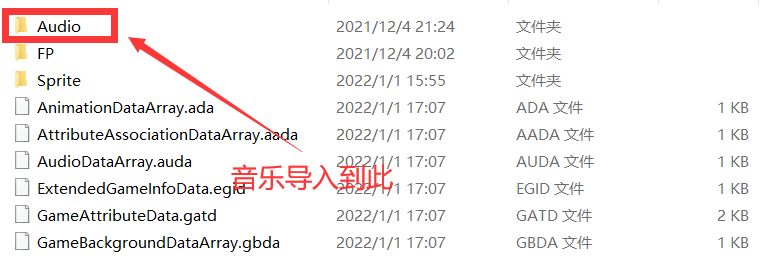 Audio 2021/12/4 21:24 文件夹
FP 2021/12/4 20:02 文件夹
Sprite 2022/1/1 15:55 文件夹
AnimationDataArray.ada 2022/1/1 17:07 ADA 文件 1 KB
AttributeAssociationDataArray.aada 2022/1/1 17:07 AADA 文件 1 KB
AudioDataArray.auda 2022/1/1 17:07 AUDA 文件 1 KB
音乐导入到此
ExtendedGameInfoData.egid 2022/1/1 17:07 EGID 文件 1 KB
GameAttributeData.gatd 2022/1/1 17:07 GATD 文件 2 KB
GameBackgroundDataArray.gbda 2022/1/1 17:07 GBDA 文件 1 KB